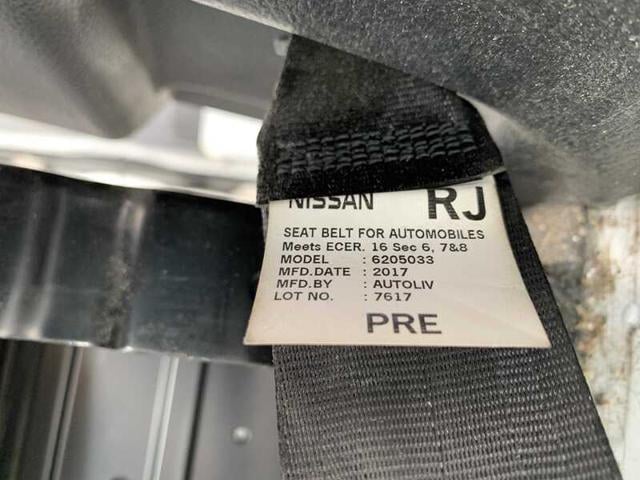 NISSAN RJ
SEAT BELT FOR AUTOMOBILES
Meets ECER. 16 Sec 6, 7&8
MODEL : 6205033
MFD.DATE : 2017
MFD.BY : AUTOLIV
LOT NO. : 7617
PRE